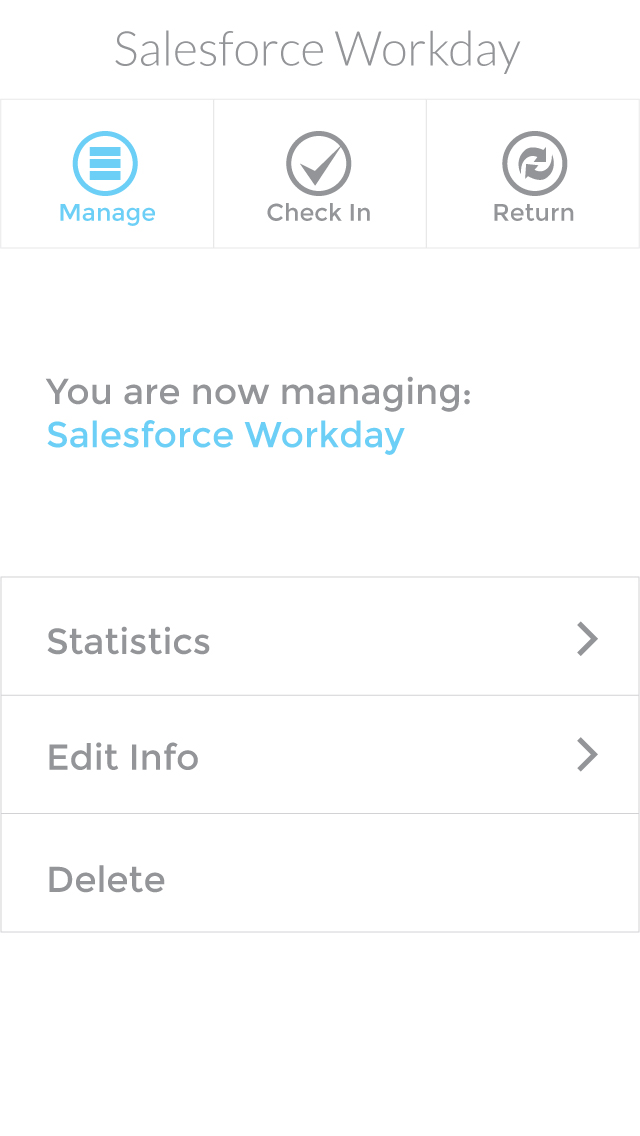 Salesforce Workday
Manage
Check In
Return
You are now managing:
Salesforce Workday
Statistics
Edit Info
Delete